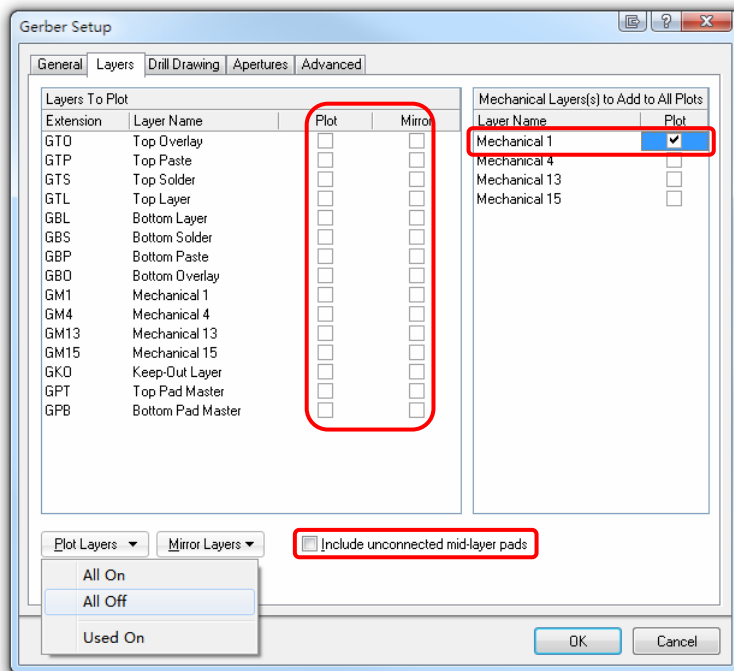 Gerber Setup
General Layers Drill Drawing Apertures Advanced
Layers To Plot
Extension Layer Name Plot Mirror
GTO Top Overlay
GTP Top Paste
GTS Top Solder
GTL Top Layer
GBL Bottom Layer
GBS Bottom Solder
GBP Bottom Paste
GBO Bottom Overlay
GM1 Mechanical 1
GM4 Mechanical 4
GM13 Mechanical 13
GM15 Mechanical 15
GKO Keep-Out Layer
GPT Top Pad Master
GPB Bottom Pad Master
Mechanical Layers(s) to Add to All Plots
Layer Name Plot
Mechanical 1
Mechanical 4
Mechanical 13
Mechanical 15
Plot Layers Mirror Layers Include unconnected mid-layer pads
All On
All Off
Used On
OK Cancel